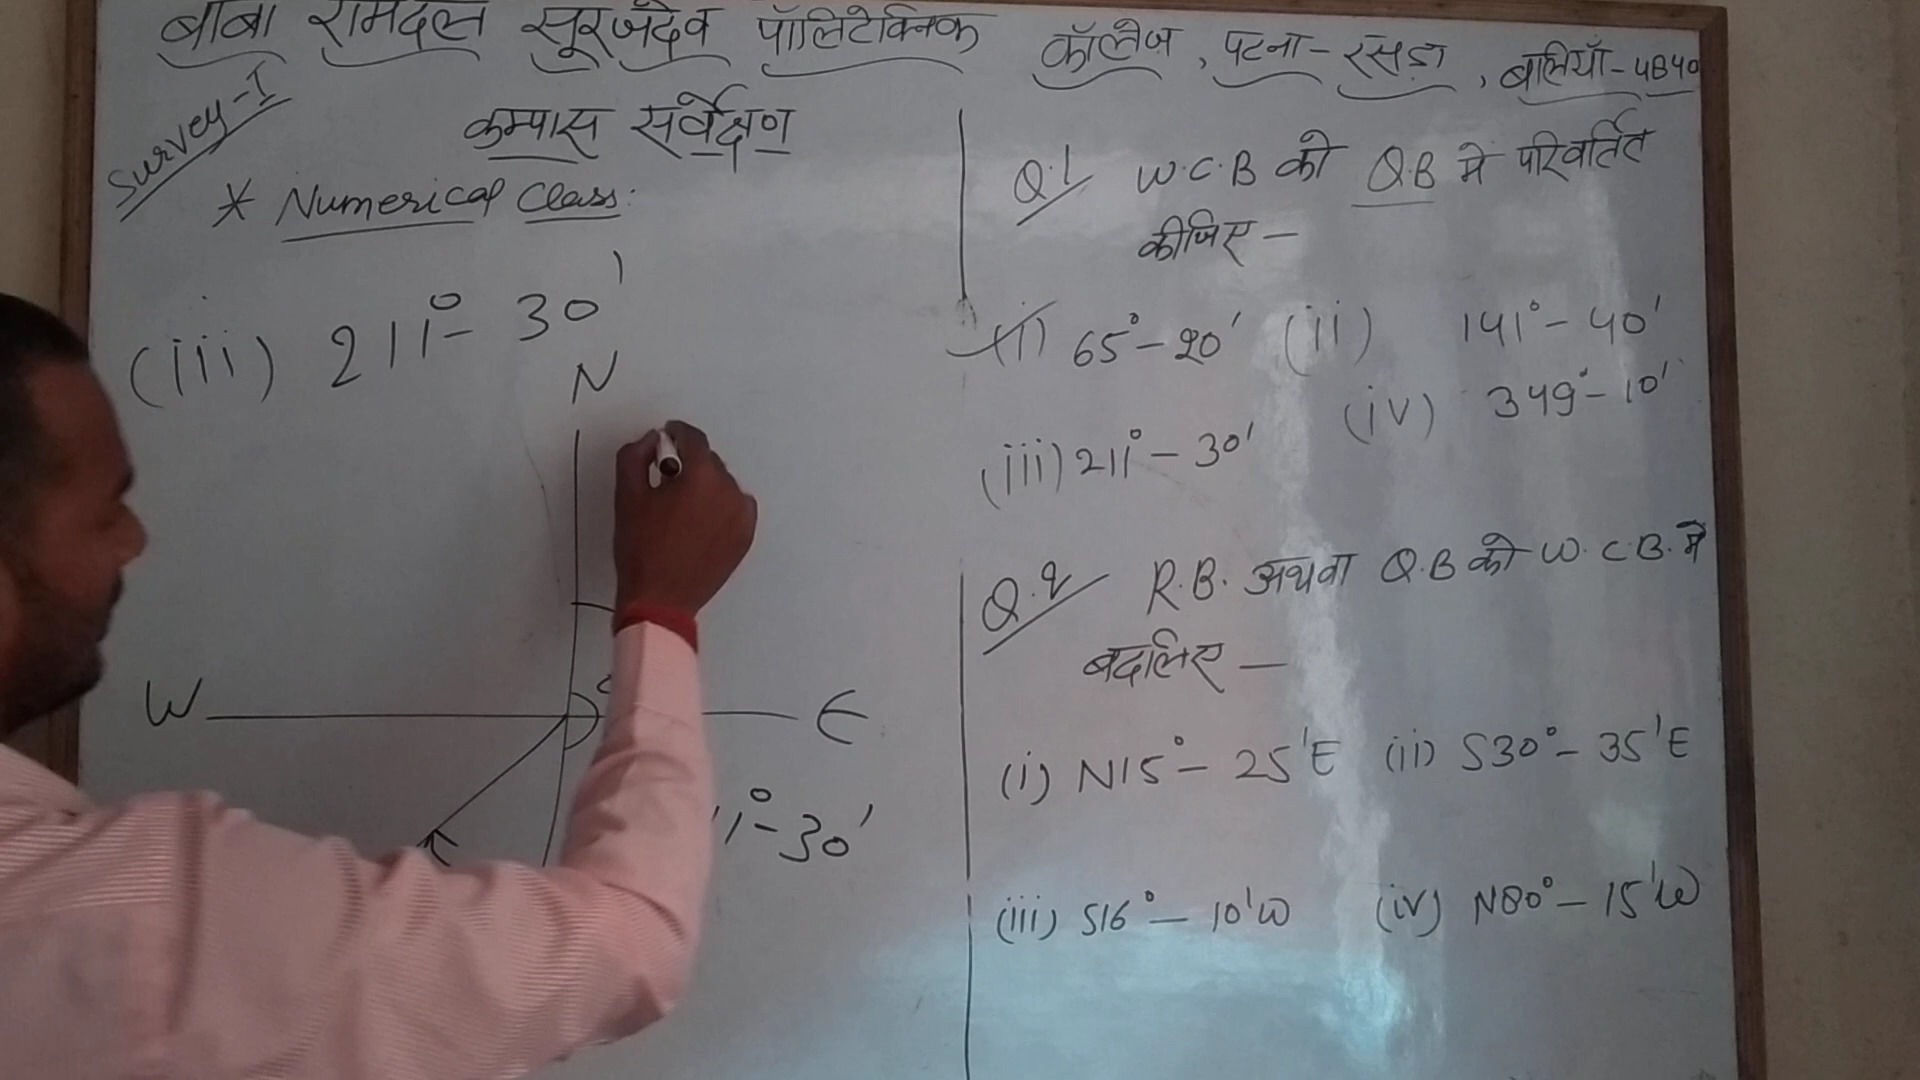 बाबा रामदल सूरजदेव पॉलिटेक्निक कॉलेज, पटना-रसड़ा, बालियाँ-4B40
Survey-I
कम्पास सर्वेक्षण
* Numerical Class:
(iii) 211°-30'
N
W
E
1°-30'
Q.1 W.C.B को Q.B मे परिवर्तित
कीजिए -
(i) 65°-20' (ii) 141°-40'
(iii) 211°-30' (iv) 349°-10'
Q.2 R.B. अथवा Q.B को W.C.B. मे
बदलिए -
(i) N15°-25'E (ii) S30°-35'E
(iii) S16°-10'W (iv) N80°-15'W